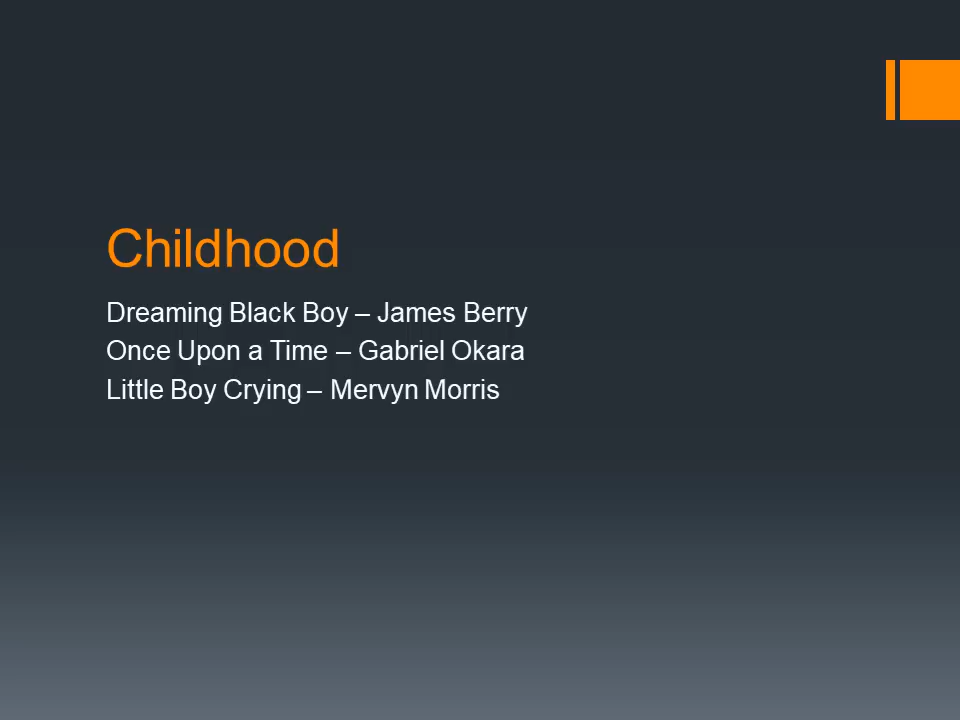 Childhood
Dreaming Black Boy – James Berry
Once Upon a Time – Gabriel Okara
Little Boy Crying – Mervyn Morris